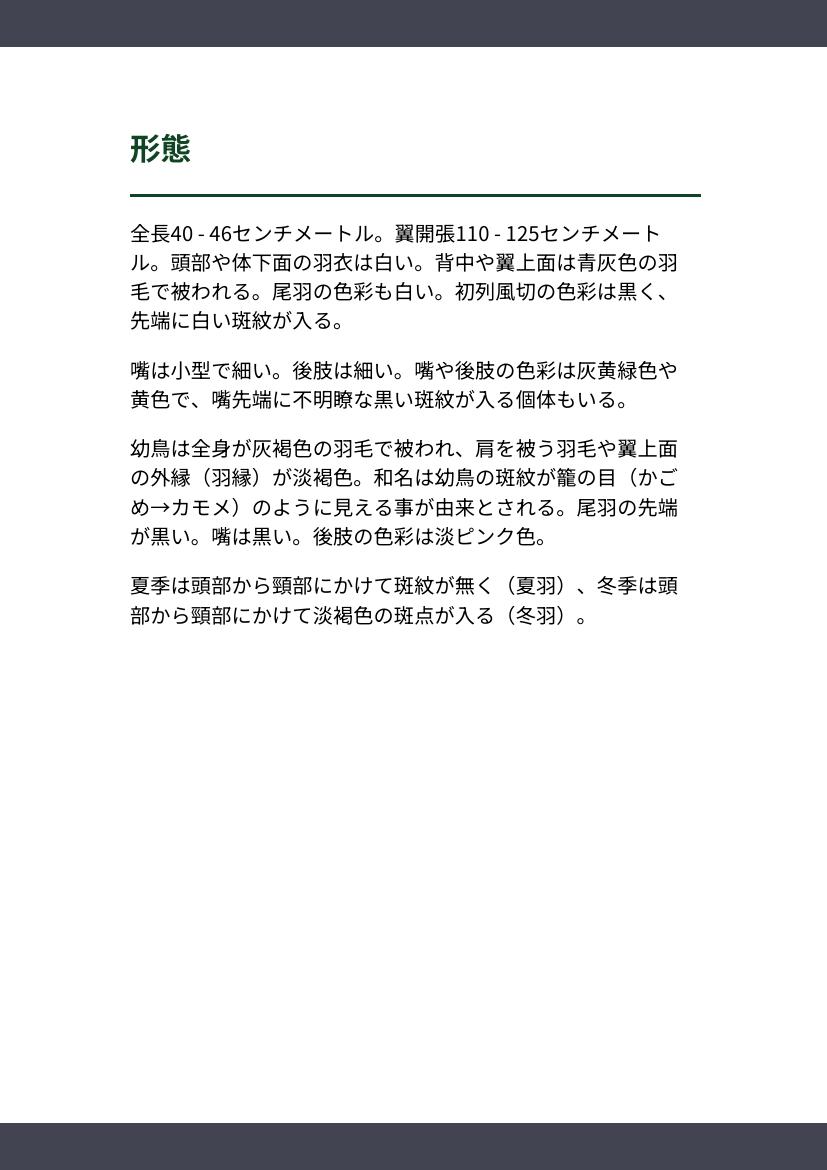 形態
全長40 - 46センチメートル。翼開張110 - 125センチメート
ル。頭部や体下面の羽衣は白い。背中や翼上面は青灰色の羽
毛で被われる。尾羽の色彩も白い。初列風切の色彩は黒く、
先端に白い斑紋が入る。
嘴は小型で細い。後肢は細い。嘴や後肢の色彩は灰黄緑色や
黄色で、嘴先端に不明瞭な黒い斑紋が入る個体もいる。
幼鳥は全身が灰褐色の羽毛で被われ、肩を被う羽毛や翼上面
の外縁（羽縁）が淡褐色。和名は幼鳥の斑紋が籠の目（かご
め→カモメ）のように見える事が由来とされる。尾羽の先端
が黒い。嘴は黒い。後肢の色彩は淡ピンク色。
夏季は頭部から頸部にかけて斑紋が無く（夏羽）、冬季は頭
部から頸部にかけて淡褐色の斑点が入る（冬羽）。